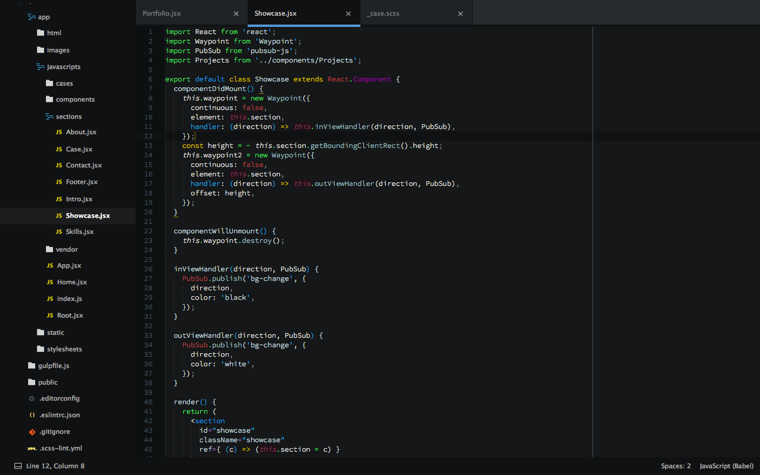 app
html
images
javascripts
cases
components
sections
JS About.jsx
JS Case.jsx
JS Contact.jsx
JS Footer.jsx
JS Intro.jsx
JS Showcase.jsx
JS Skills.jsx
vendor
JS App.jsx
JS Home.jsx
JS index.js
JS Root.jsx
static
stylesheets
gulpfile.js
public
.editorconfig
{} .eslintrc.json
.gitignore
.scss-lint.yml
Portfolio.jsx × Showcase.jsx × _case.scss ×
1 import React from 'react';
2 import Waypoint from 'Waypoint';
3 import PubSub from 'pubsub-js';
4 import Projects from '../components/Projects';
5
6 export default class Showcase extends React.Component {
7 componentDidMount() {
8 this.waypoint = new Waypoint({
9 continuous: false,
10 element: this.section,
11 handler: (direction) => this.inViewHandler(direction, PubSub),
12 });
13 const height = - this.section.getBoundingClientRect().height;
14 this.waypoint2 = new Waypoint({
15 continuous: false,
16 element: this.section,
17 handler: (direction) => this.outViewHandler(direction, PubSub),
18 offset: height,
19 });
20 }
21
22 componentWillUnmount() {
23 this.waypoint.destroy();
24 }
25
26 inViewHandler(direction, PubSub) {
27 PubSub.publish('bg-change', {
28 direction,
29 color: 'black',
30 });
31 }
32
33 outViewHandler(direction, PubSub) {
34 PubSub.publish('bg-change', {
35 direction,
36 color: 'white',
37 });
38 }
39
40 render() {
41 return (
42 <section
43 id="showcase"
44 className="showcase"
45 ref={ (c) => (this.section = c) }
Line 12, Column 8 Spaces: 2 JavaScript (Babel)